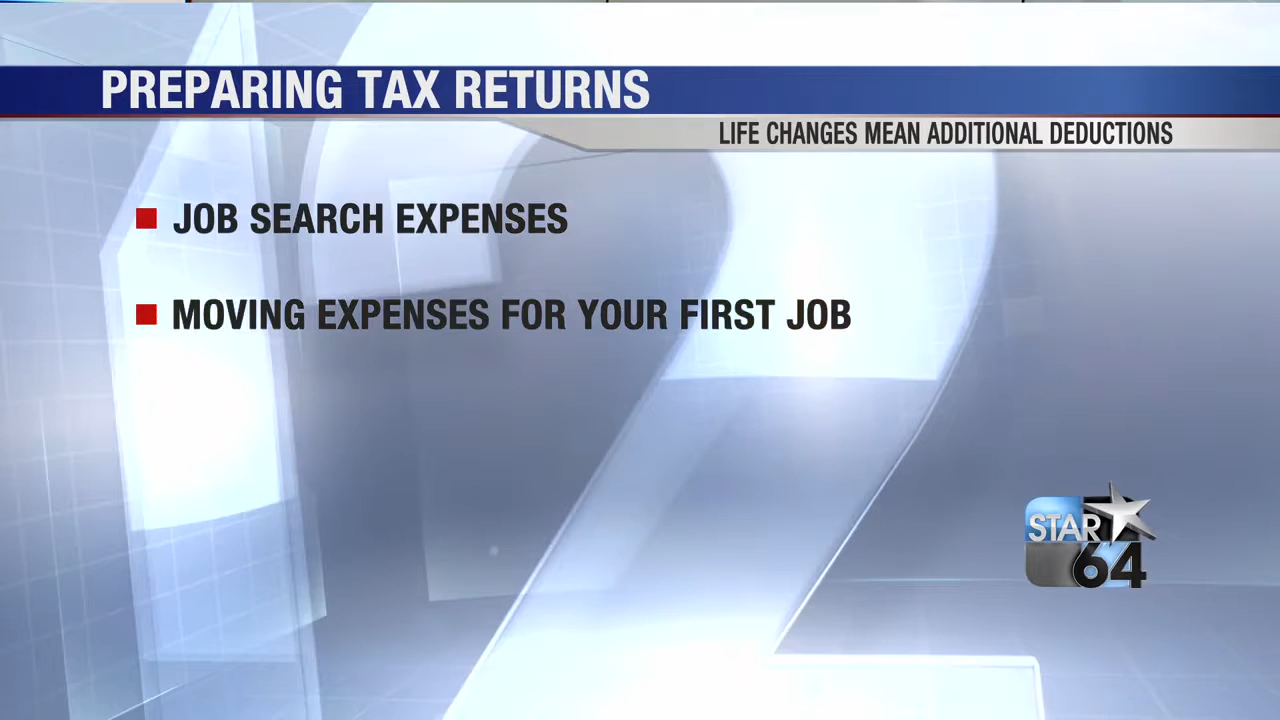 PREPARING TAX RETURNS
LIFE CHANGES MEAN ADDITIONAL DEDUCTIONS
JOB SEARCH EXPENSES
MOVING EXPENSES FOR YOUR FIRST JOB
STAR
64